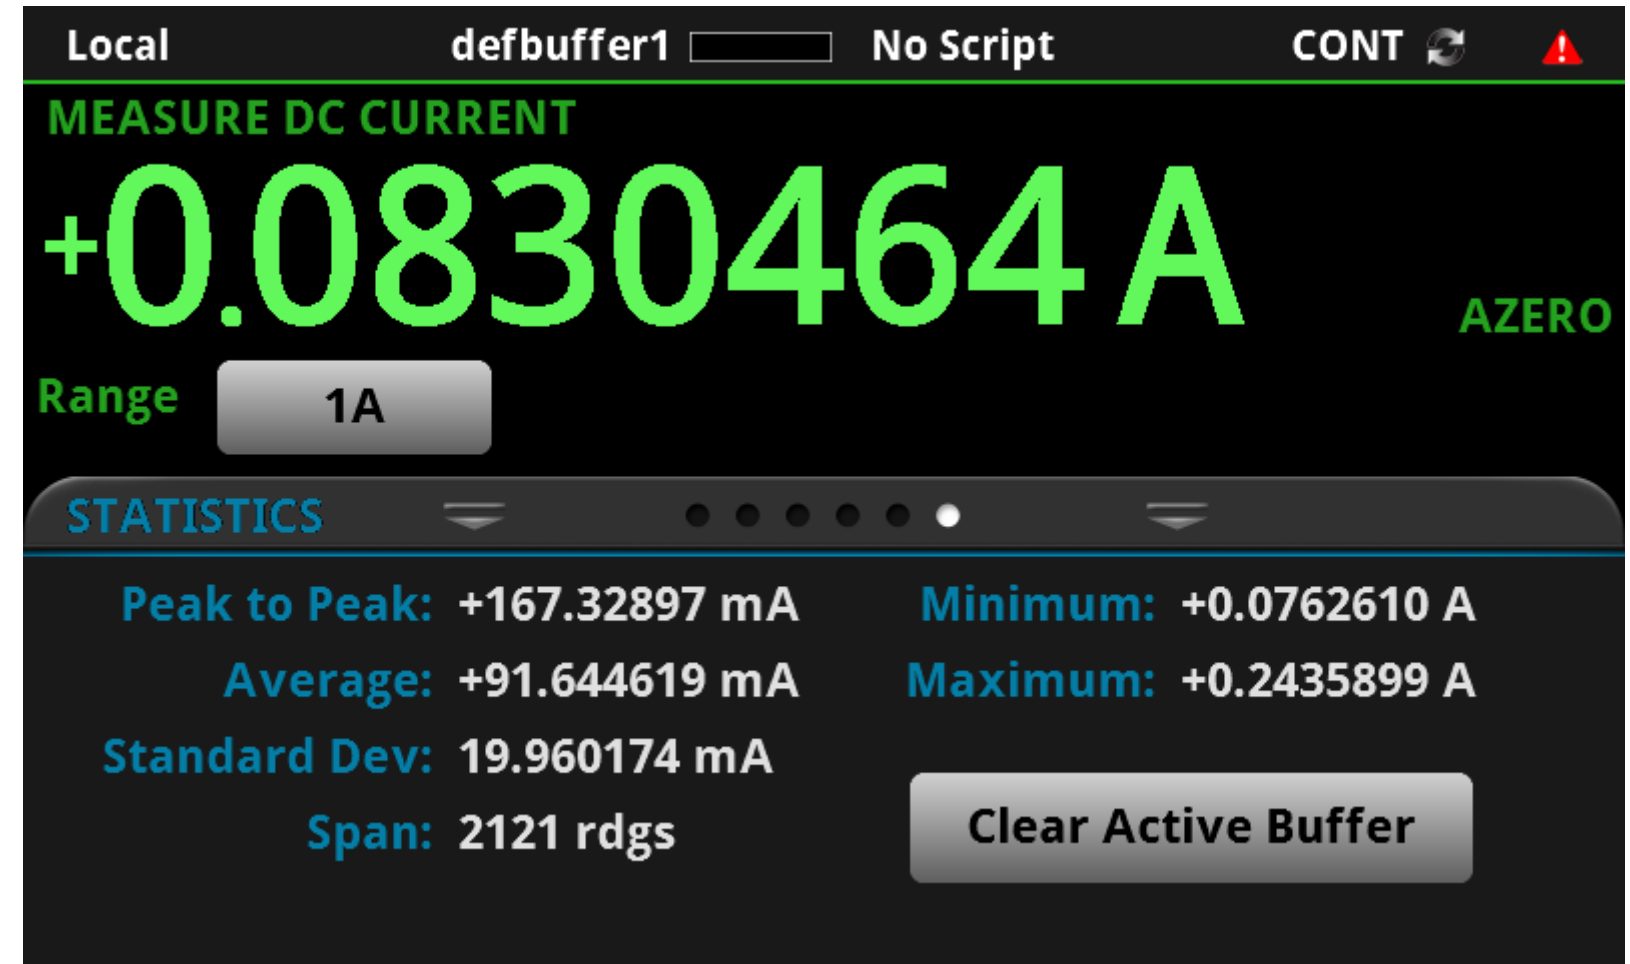 Local defbuffer1 No Script CONT
MEASURE DC CURRENT
+0.0830464 A
AZERO
Range 1A
STATISTICS
Peak to Peak: +167.32897 mA Minimum: +0.0762610 A
Average: +91.644619 mA Maximum: +0.2435899 A
Standard Dev: 19.960174 mA
Span: 2121 rdgs
Clear Active Buffer